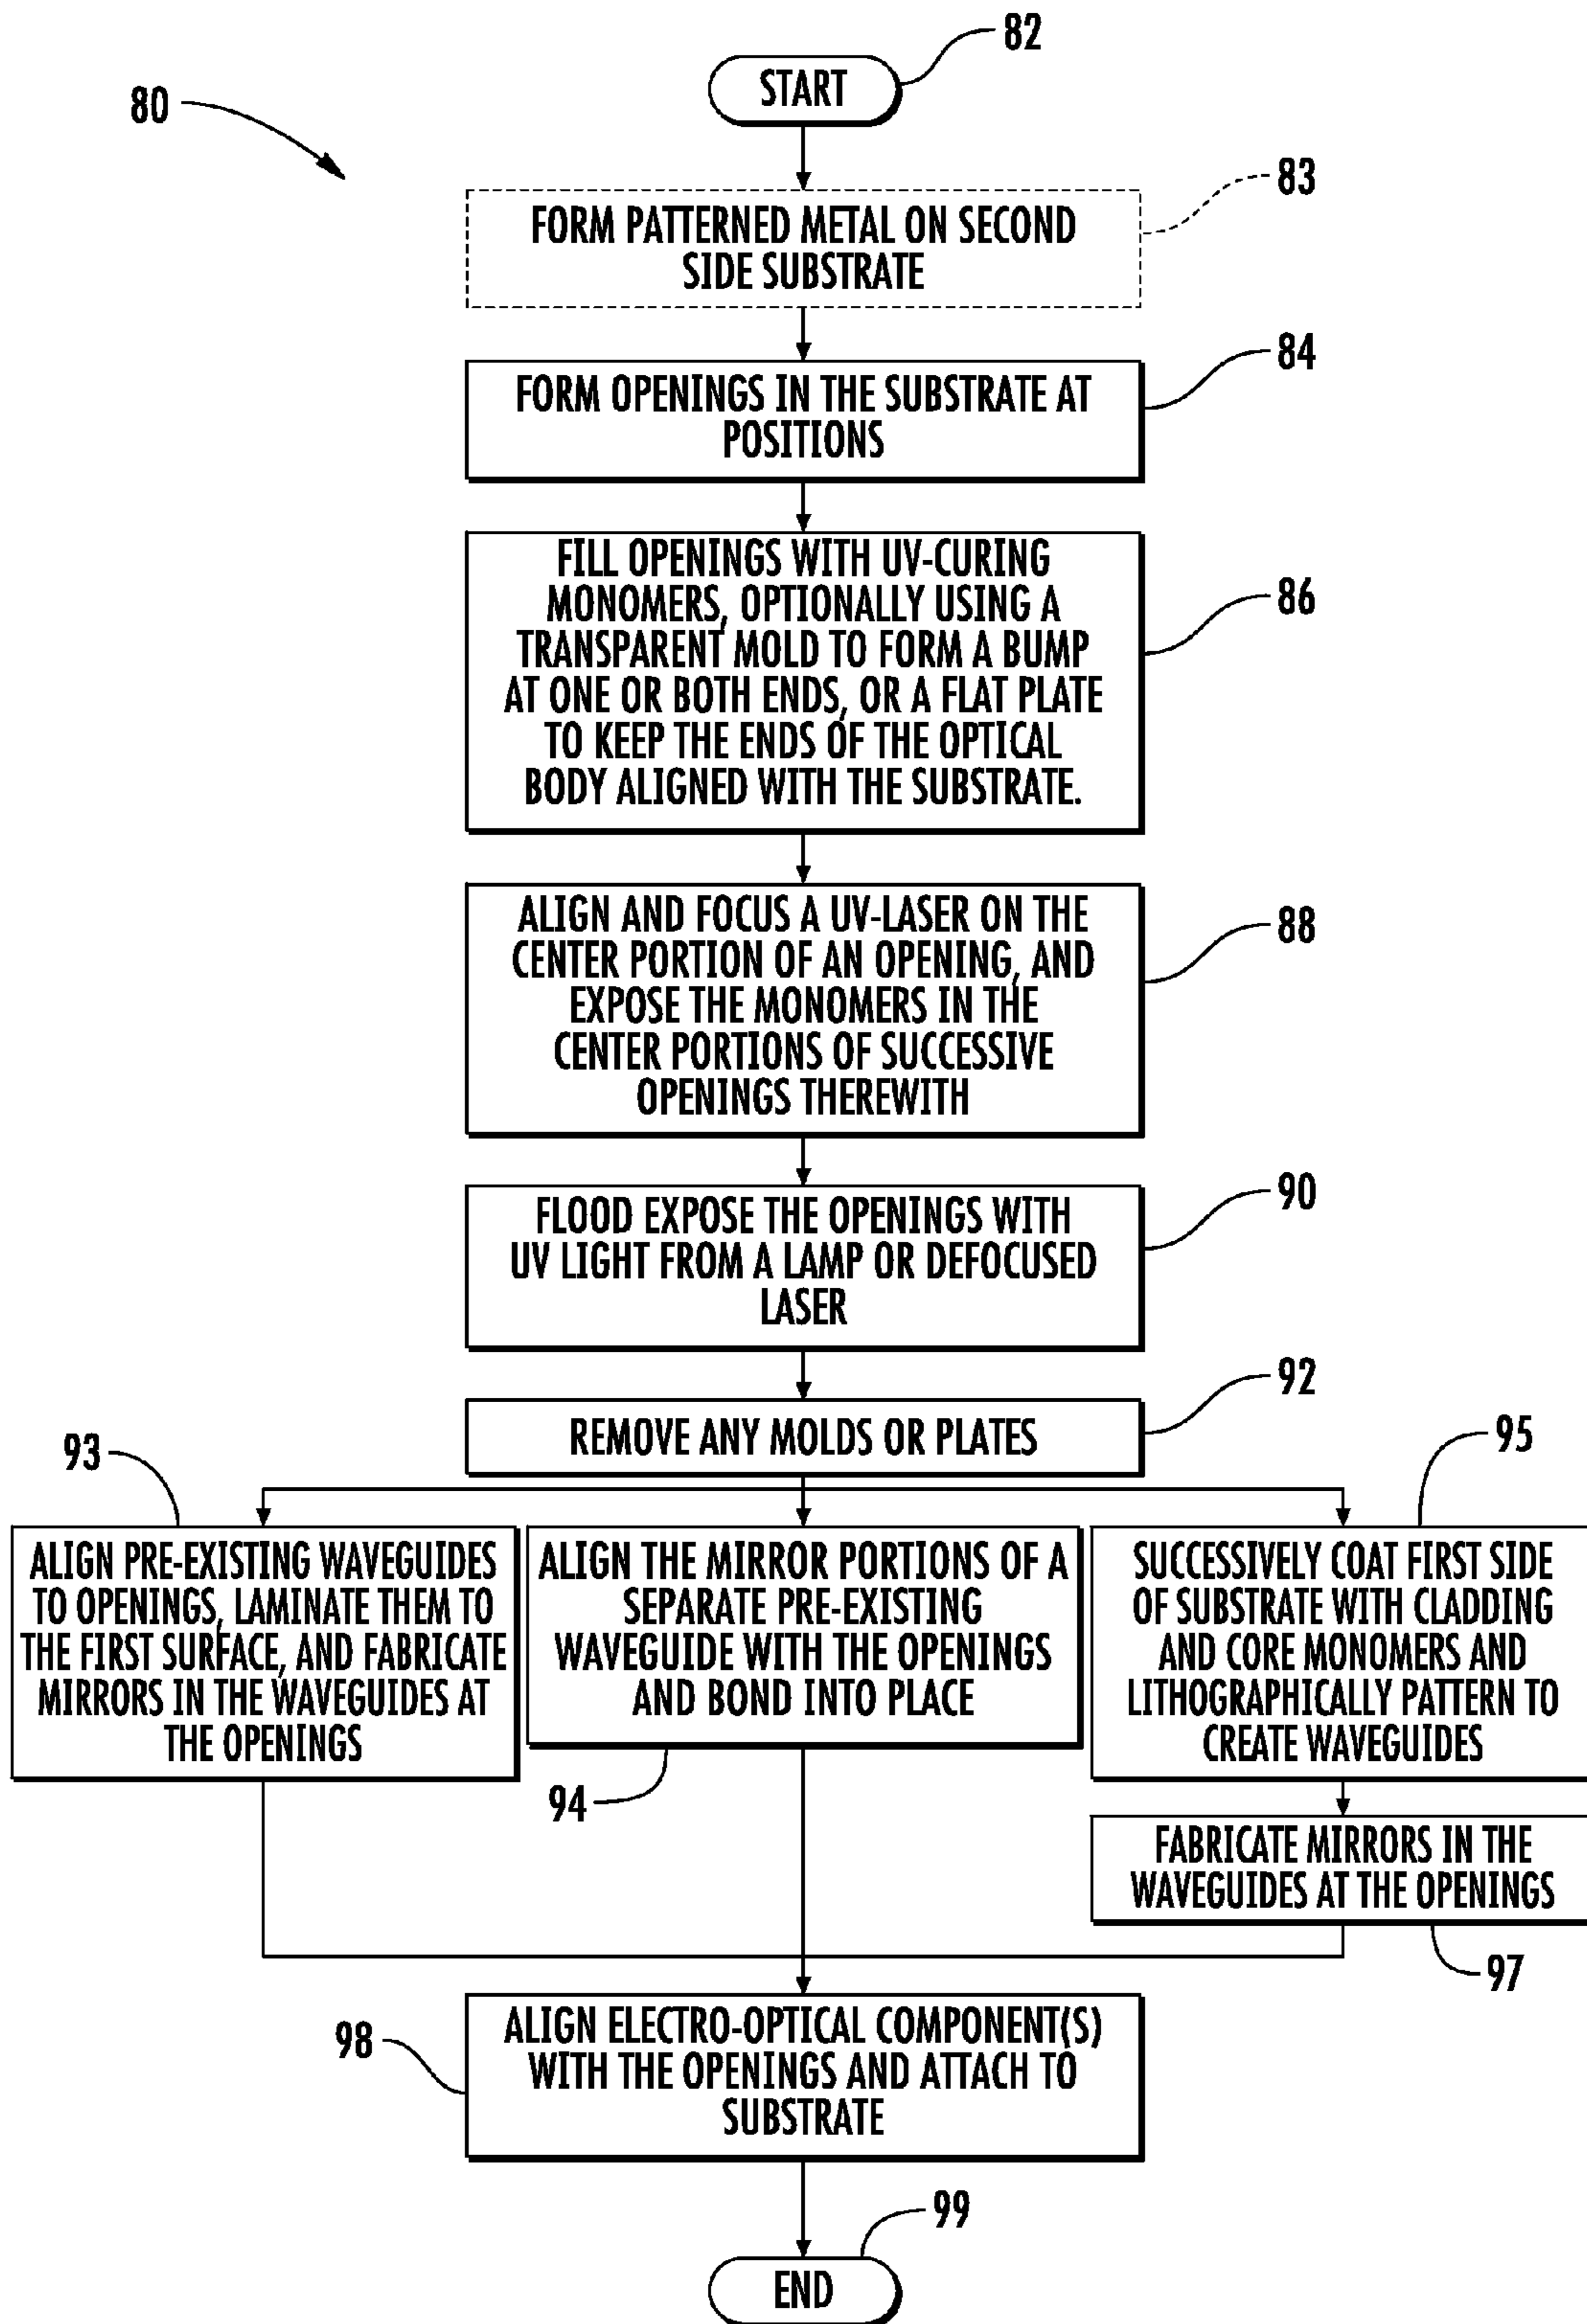 82
START
80
83
FORM PATTERNED METAL ON SECOND
SIDE SUBSTRATE
84
FORM OPENINGS IN THE SUBSTRATE AT
POSITIONS
86
FILL OPENINGS WITH UV-CURING
MONOMERS, OPTIONALLY USING A
TRANSPARENT MOLD TO FORM A BUMP
AT ONE OR BOTH ENDS, OR A FLAT PLATE
TO KEEP THE ENDS OF THE OPTICAL
BODY ALIGNED WITH THE SUBSTRATE.
88
ALIGN AND FOCUS A UV-LASER ON THE
CENTER PORTION OF AN OPENING, AND
EXPOSE THE MONOMERS IN THE
CENTER PORTIONS OF SUCCESSIVE
OPENINGS THEREWITH
90
FLOOD EXPOSE THE OPENINGS WITH
UV LIGHT FROM A LAMP OR DEFOCUSED
LASER
92
REMOVE ANY MOLDS OR PLATES
93
ALIGN PRE-EXISTING WAVEGUIDES
TO OPENINGS, LAMINATE THEM TO
THE FIRST SURFACE, AND FABRICATE
MIRRORS IN THE WAVEGUIDES AT
THE OPENINGS
ALIGN THE MIRROR PORTIONS OF A
SEPARATE PRE-EXISTING
WAVEGUIDE WITH THE OPENINGS
AND BOND INTO PLACE
94
95
SUCCESSIVELY COAT FIRST SIDE
OF SUBSTRATE WITH CLADDING
AND CORE MONOMERS AND
LITHOGRAPHICALLY PATTERN TO
CREATE WAVEGUIDES
FABRICATE MIRRORS IN THE
WAVEGUIDES AT THE OPENINGS
97
98
ALIGN ELECTRO-OPTICAL COMPONENT(S)
WITH THE OPENINGS AND ATTACH TO
SUBSTRATE
99
END